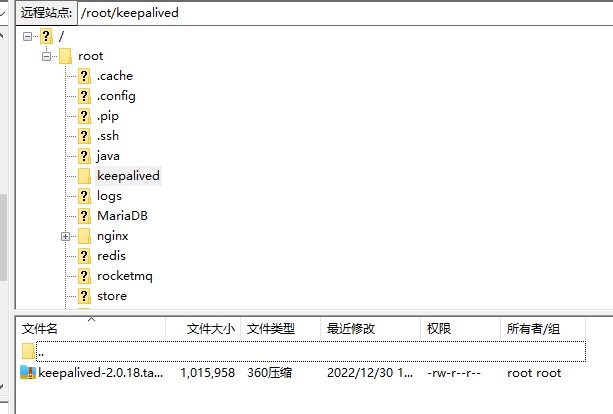 远程站点: /root/keepalived
/
root
.cache
.config
.pip
.ssh
java
keepalived
logs
MariaDB
nginx
redis
rocketmq
store
文件名 文件大小 文件类型 最近修改 权限 所有者/组
..
keepalived-2.0.18.ta... 1,015,958 360压缩 2022/12/30 1... -rw-r--r-- root root